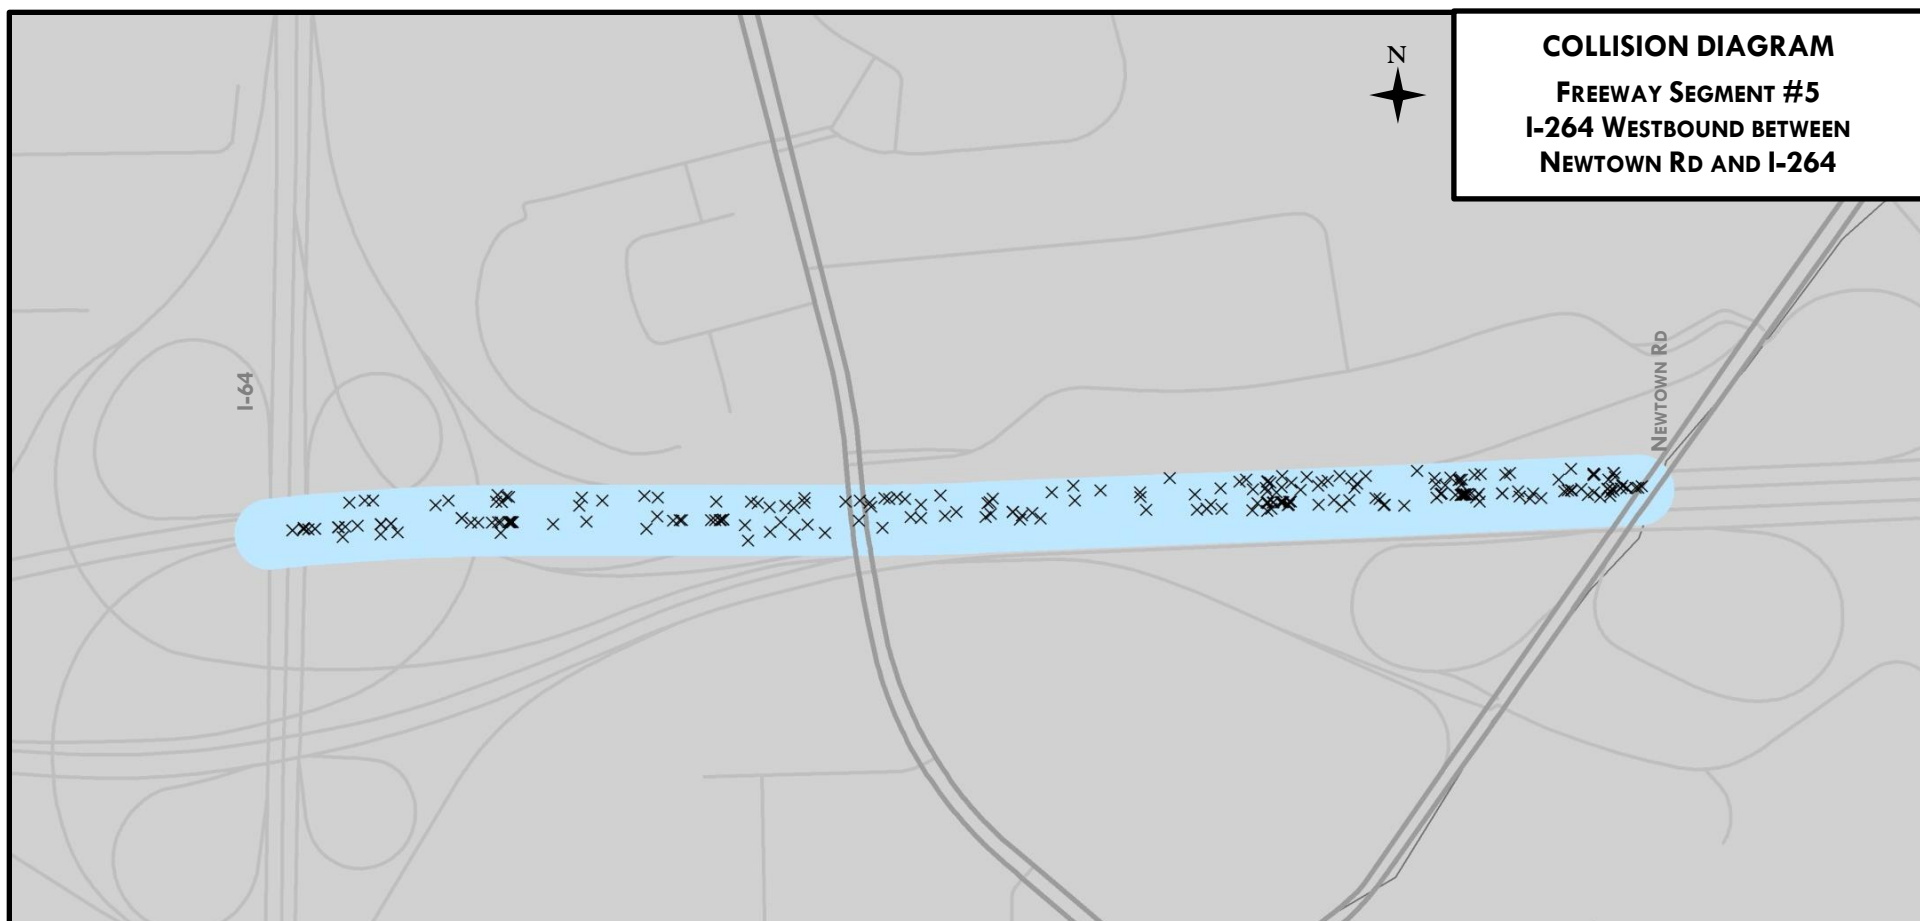 N
COLLISION DIAGRAM
FREEWAY SEGMENT #5
I-264 WESTBOUND BETWEEN
NEWTOWN RD AND I-264
I-64
NEWTOWN RD